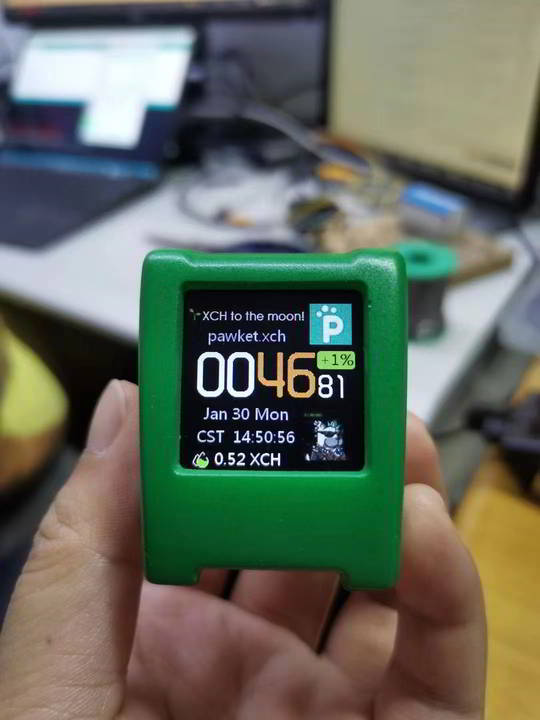 XCH to the moon!
P
pawket.xch
+1%
004681
Jan 30 Mon
CST 14:50:56
0.52 XCH